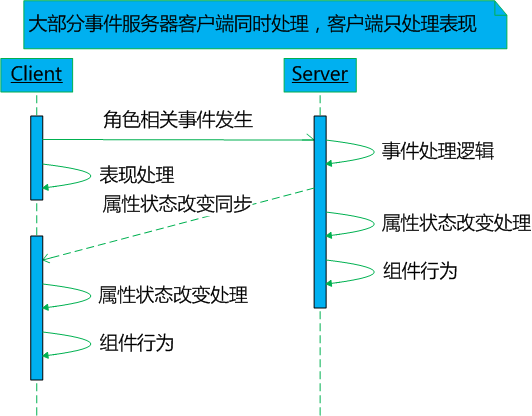 大部分事件服务器客户端同时处理，客户端只处理表现
Client
Server
角色相关事件发生
事件处理逻辑
表现处理
属性状态改变同步
属性状态改变处理
组件行为
属性状态改变处理
组件行为